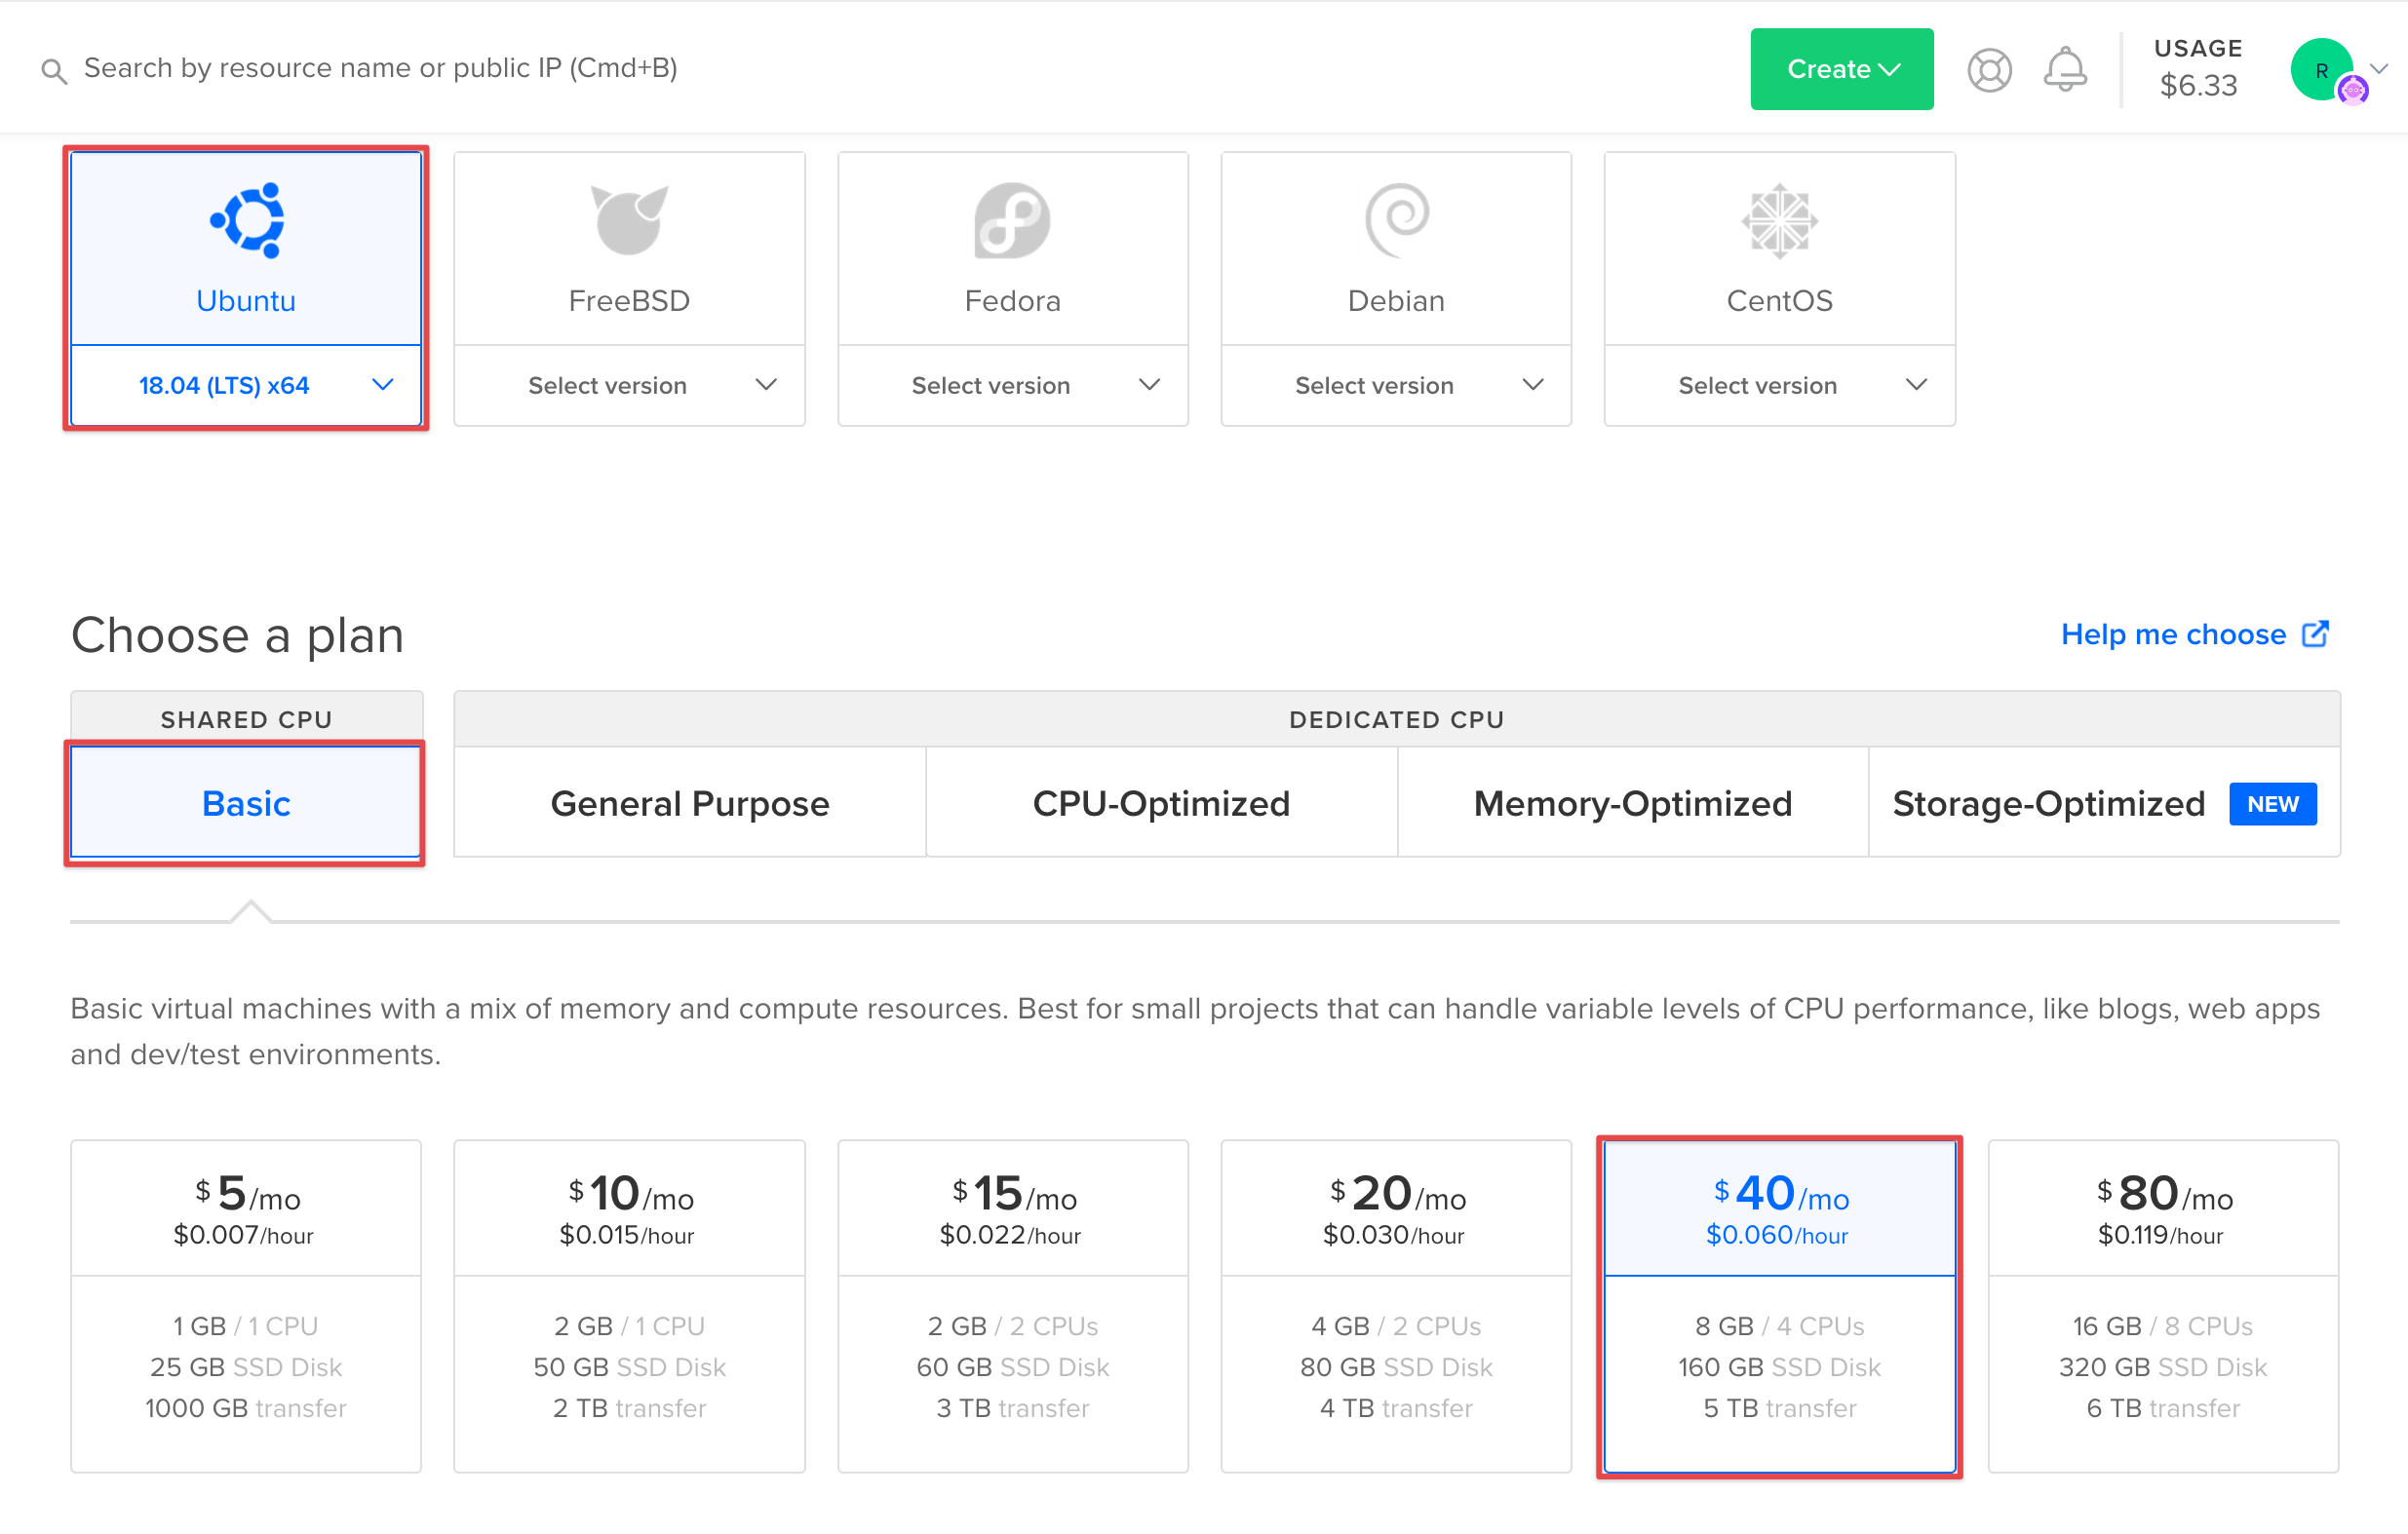 Search by resource name or public IP (Cmd+B)
Create
USAGE
$6.33
R
Ubuntu
FreeBSD
Fedora
Debian
CentOS
18.04 (LTS) x64
Select version
Select version
Select version
Select version
Choose a plan
Help me choose
SHARED CPU
DEDICATED CPU
Basic
General Purpose
CPU-Optimized
Memory-Optimized
Storage-Optimized NEW
Basic virtual machines with a mix of memory and compute resources. Best for small projects that can handle variable levels of CPU performance, like blogs, web apps
and dev/test environments.
$5/mo
$0.007/hour
1 GB / 1 CPU
25 GB SSD Disk
1000 GB transfer
$10/mo
$0.015/hour
2 GB / 1 CPU
50 GB SSD Disk
2 TB transfer
$15/mo
$0.022/hour
2 GB / 2 CPUs
60 GB SSD Disk
3 TB transfer
$20/mo
$0.030/hour
4 GB / 2 CPUs
80 GB SSD Disk
4 TB transfer
$40/mo
$0.060/hour
8 GB / 4 CPUs
160 GB SSD Disk
5 TB transfer
$80/mo
$0.119/hour
16 GB / 8 CPUs
320 GB SSD Disk
6 TB transfer